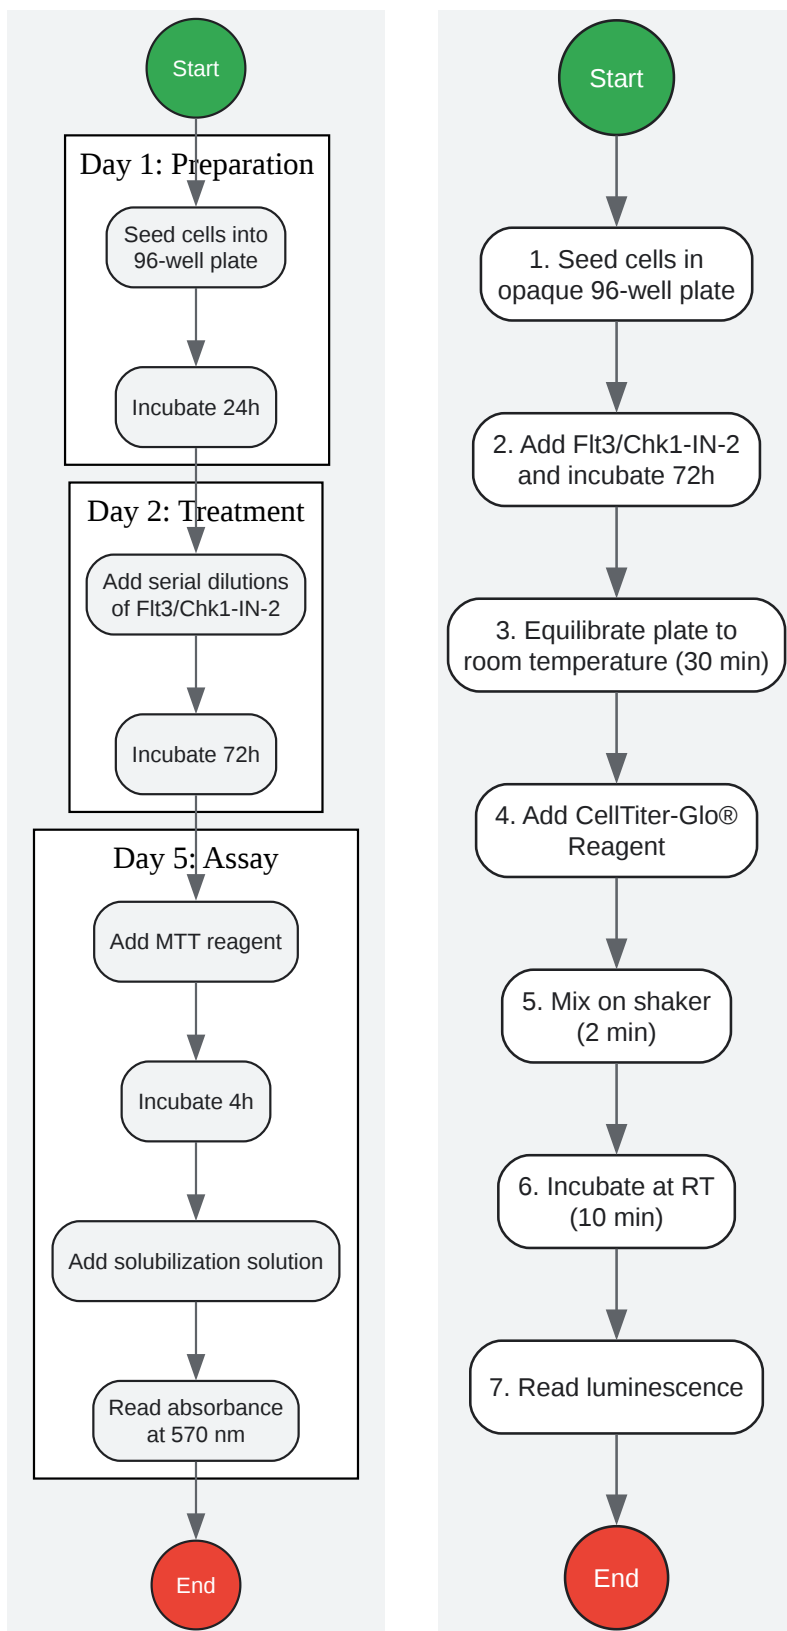 Start
Day 1: Preparation
Seed cells into
96-well plate
Incubate 24h
Day 2: Treatment
Add serial dilutions
of Flt3/Chk1-IN-2
Incubate 72h
Day 5: Assay
Add MTT reagent
Incubate 4h
Add solubilization solution
Read absorbance
at 570 nm
End
Start
1. Seed cells in
opaque 96-well plate
2. Add Flt3/Chk1-IN-2
and incubate 72h
3. Equilibrate plate to
room temperature (30 min)
4. Add CellTiter-Glo®
Reagent
5. Mix on shaker
(2 min)
6. Incubate at RT
(10 min)
7. Read luminescence
End